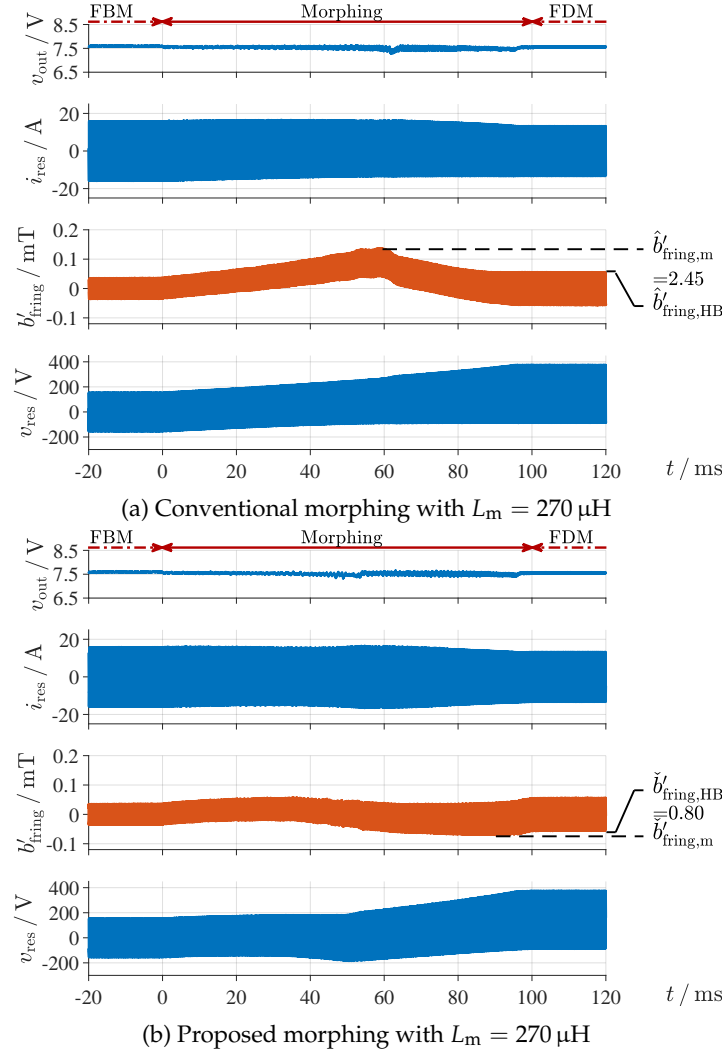 FBM Morphing FDM
v_out / V
8.5
7.5
6.5
i_res / A
20
0
-20
b′_fring / mT
0.2
0.1
0
-0.1
b̂′_fring,m
=2.45
b̂′_fring,HB
v_res / V
400
200
0
-200
-20 0 20 40 60 80 100 120 t / ms
(a) Conventional morphing with L_m = 270 µH
FBM Morphing FDM
v_out / V
8.5
7.5
6.5
i_res / A
20
0
-20
b′_fring / mT
0.2
0.1
0
-0.1
b̌′_fring,HB
=0.80
b̌′_fring,m
v_res / V
400
200
0
-200
-20 0 20 40 60 80 100 120 t / ms
(b) Proposed morphing with L_m = 270 µH